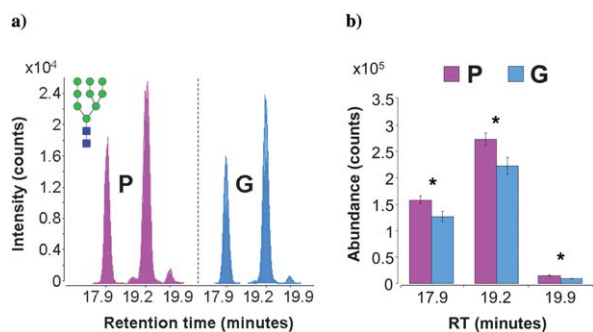 a)
x10⁴
2.4
2
1.6
1.2
0.8
0.4
0
Intensity (counts)
P
G
17.9 19.2 19.9 17.9 19.2 19.9
Retention time (minutes)
b)
x10⁵
P G
3.5
3
2.5
2
1.5
1
0.5
0
Abundance (counts)
*
*
*
17.9 19.2 19.9
RT (minutes)